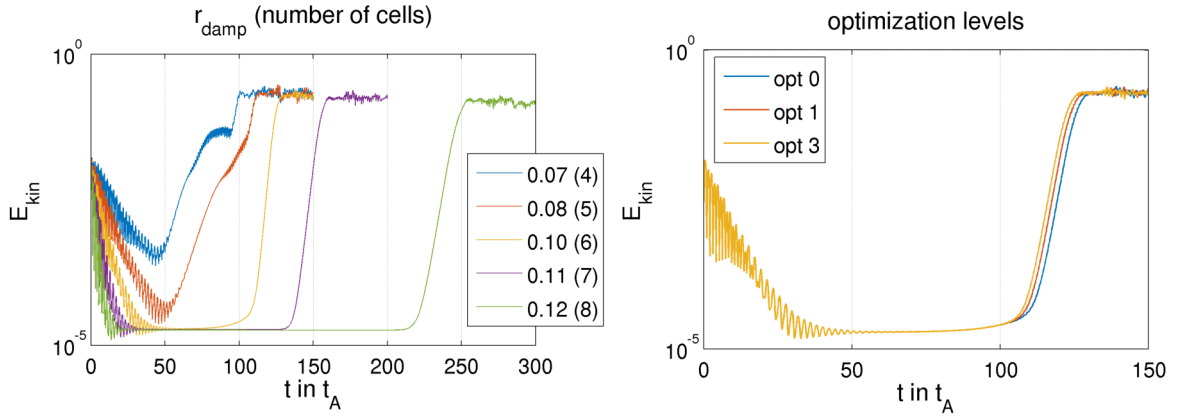 r_damp (number of cells)
10^0
10^-5
E_kin
0 50 100 150 200 250 300
t in t_A
0.07 (4)
0.08 (5)
0.10 (6)
0.11 (7)
0.12 (8)
optimization levels
10^0
10^-5
E_kin
0 50 100 150
t in t_A
opt 0
opt 1
opt 3